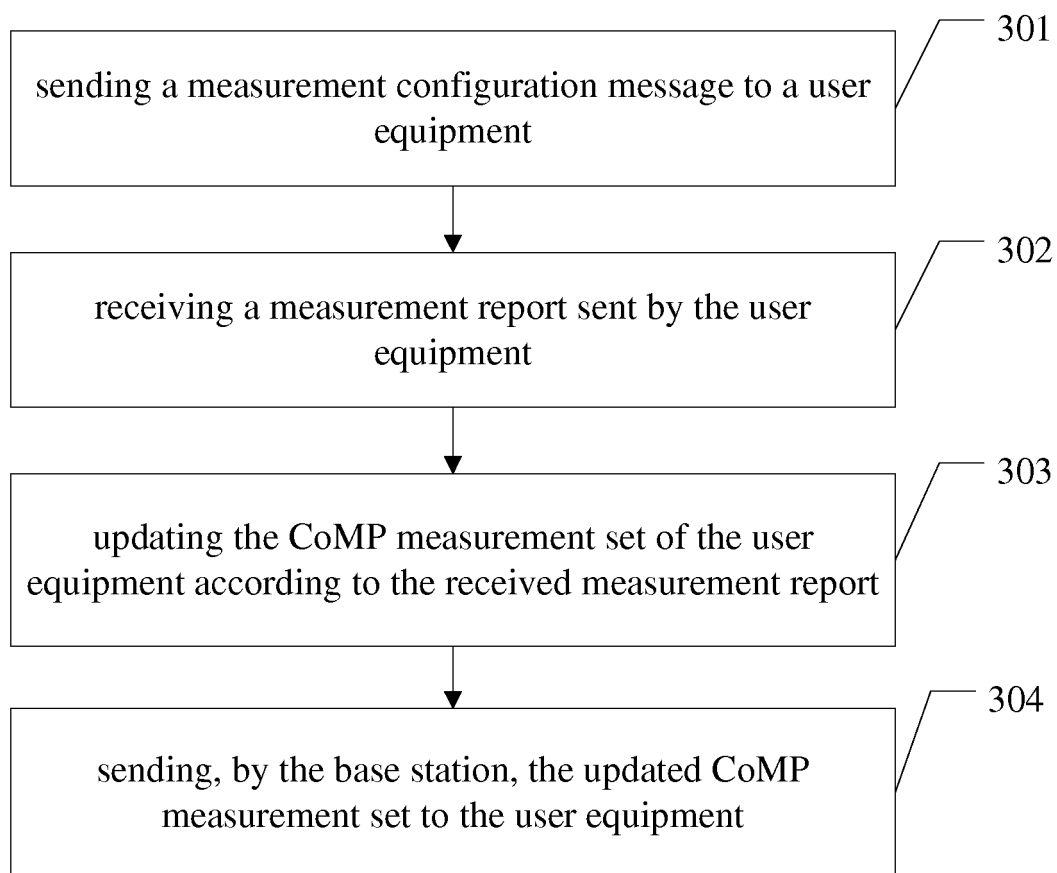 301
sending a measurement configuration message to a user
equipment
302
receiving a measurement report sent by the user
equipment
303
updating the CoMP measurement set of the user
equipment according to the received measurement report
304
sending, by the base station, the updated CoMP
measurement set to the user equipment